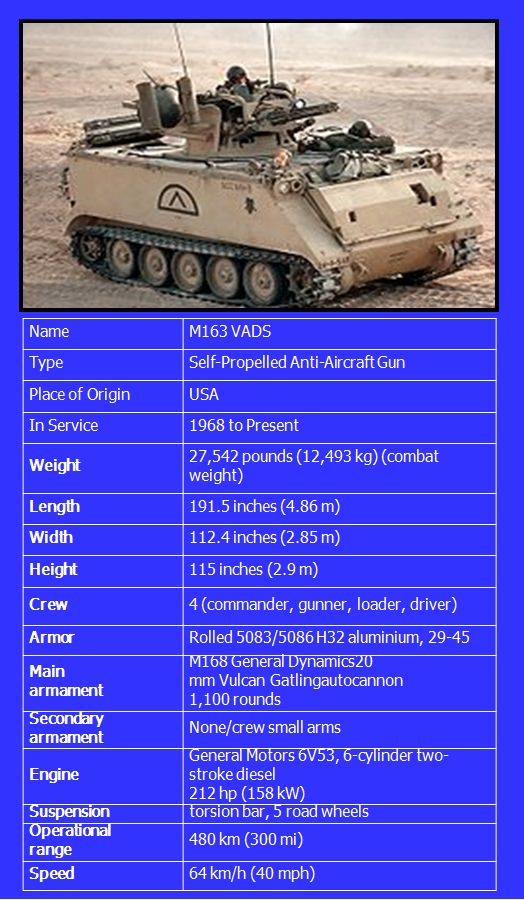 Name M163 VADS
Type Self-Propelled Anti-Aircraft Gun
Place of Origin USA
In Service 1968 to Present
Weight 27,542 pounds (12,493 kg) (combat
weight)
Length 191.5 inches (4.86 m)
Width 112.4 inches (2.85 m)
Height 115 inches (2.9 m)
Crew 4 (commander, gunner, loader, driver)
Armor Rolled 5083/5086 H32 aluminium, 29-45
Main
armament
M168 General Dynamics20
mm Vulcan Gatlingautocannon
1,100 rounds
Secondary
armament
None/crew small arms
Engine
General Motors 6V53, 6-cylinder two-
stroke diesel
212 hp (158 kW)
Suspension torsion bar, 5 road wheels
Operational
range
480 km (300 mi)
Speed 64 km/h (40 mph)